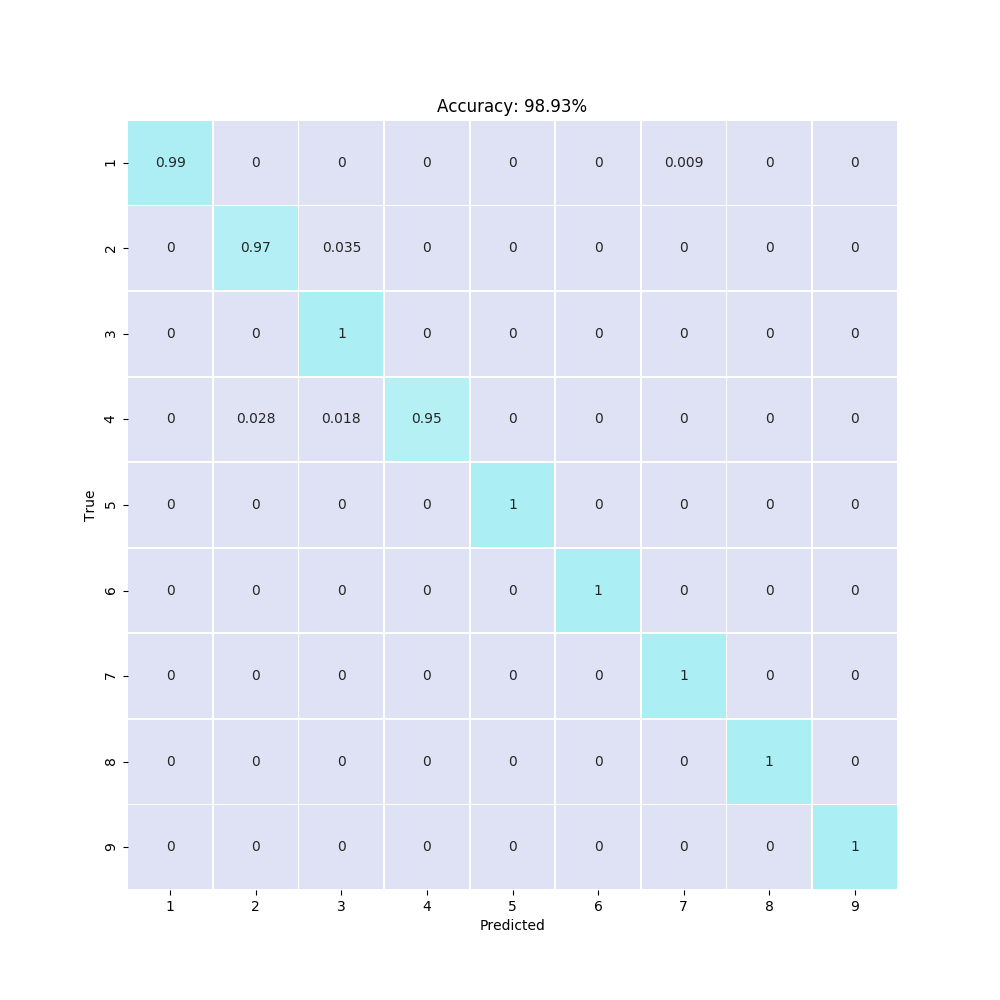 Accuracy: 98.93%
1 0.99 0 0 0 0 0 0.009 0 0
2 0 0.97 0.035 0 0 0 0 0 0
3 0 0 1 0 0 0 0 0 0
4 0 0.028 0.018 0.95 0 0 0 0 0
True
5 0 0 0 0 1 0 0 0 0
6 0 0 0 0 0 1 0 0 0
7 0 0 0 0 0 0 1 0 0
8 0 0 0 0 0 0 0 1 0
9 0 0 0 0 0 0 0 0 1
1 2 3 4 5 6 7 8 9
Predicted